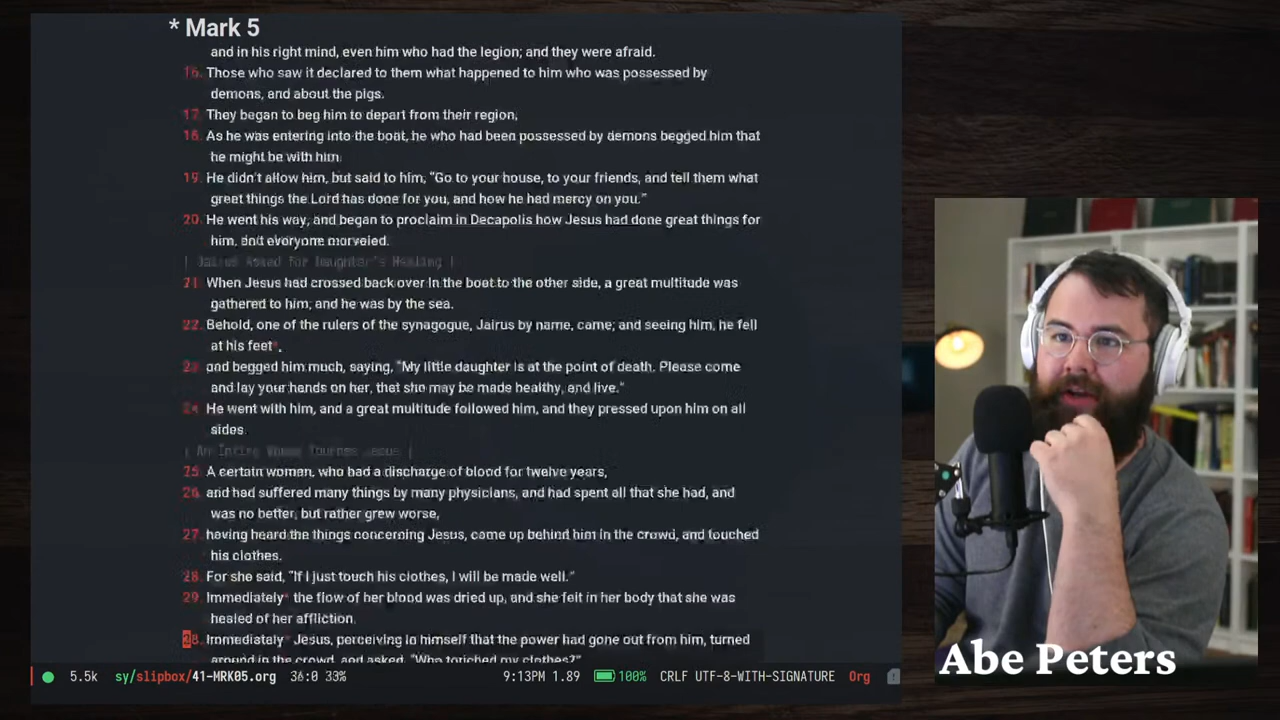 * Mark 5
and in his right mind, even him who had the legion; and they were afraid.
16. Those who saw it declared to them what happened to him who was possessed by
demons, and about the pigs.
17. They began to beg him to depart from their region.
18. As he was entering into the boat, he who had been possessed by demons begged him that
he might be with him.
19. He didn't allow him, but said to him, “Go to your house, to your friends, and tell them what
great things the Lord has done for you, and how he had mercy on you.”
20. He went his way, and began to proclaim in Decapolis how Jesus had done great things for
him, and everyone marveled.
| Jairus Asked for Daughter's Healing |
21. When Jesus had crossed back over in the boat to the other side, a great multitude was
gathered to him; and he was by the sea.
22. Behold, one of the rulers of the synagogue, Jairus by name, came; and seeing him, he fell
at his feet*,
23. and begged him much, saying, “My little daughter is at the point of death. Please come
and lay your hands on her, that she may be made healthy, and live.”
24. He went with him, and a great multitude followed him, and they pressed upon him on all
sides.
Jesus |
25. A certain woman, who had a discharge of blood for twelve years,
26. and had suffered many things by many physicians, and had spent all that she had, and
was no better, but rather grew worse,
27. having heard the things concerning Jesus, came up behind him in the crowd, and touched
his clothes.
28. For she said, “If I just touch his clothes, I will be made well.”
29. Immediately* the flow of her blood was dried up, and she felt in her body that she was
healed of her affliction.
Immediately* Jesus, perceiving in himself that the power had gone out from him, turned
around in the crowd, and asked, “Who touched my clothes?”
5.5k sy/slipbox/41-MRK05.org 36:0 33% 9:13PM 1.89 100% CRLF UTF-8-WITH-SIGNATURE Org
Abe Peters